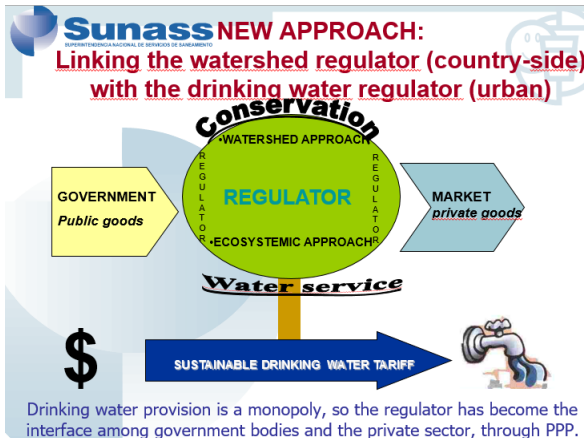 Sunass
SUPERINTENDENCIA NACIONAL DE SERVICIOS DE SANEAMIENTO
NEW APPROACH:
Linking the watershed regulator (country-side)
with the drinking water regulator (urban)
Conservation
•WATERSHED APPROACH
REGULATOR
REGULATOR
REGULATOR
•ECOSYSTEMIC APPROACH
GOVERNMENT
Public goods
MARKET
private goods
Water service
$
SUSTAINABLE DRINKING WATER TARIFF
Drinking water provision is a monopoly, so the regulator has become the
interface among government bodies and the private sector, through PPP.